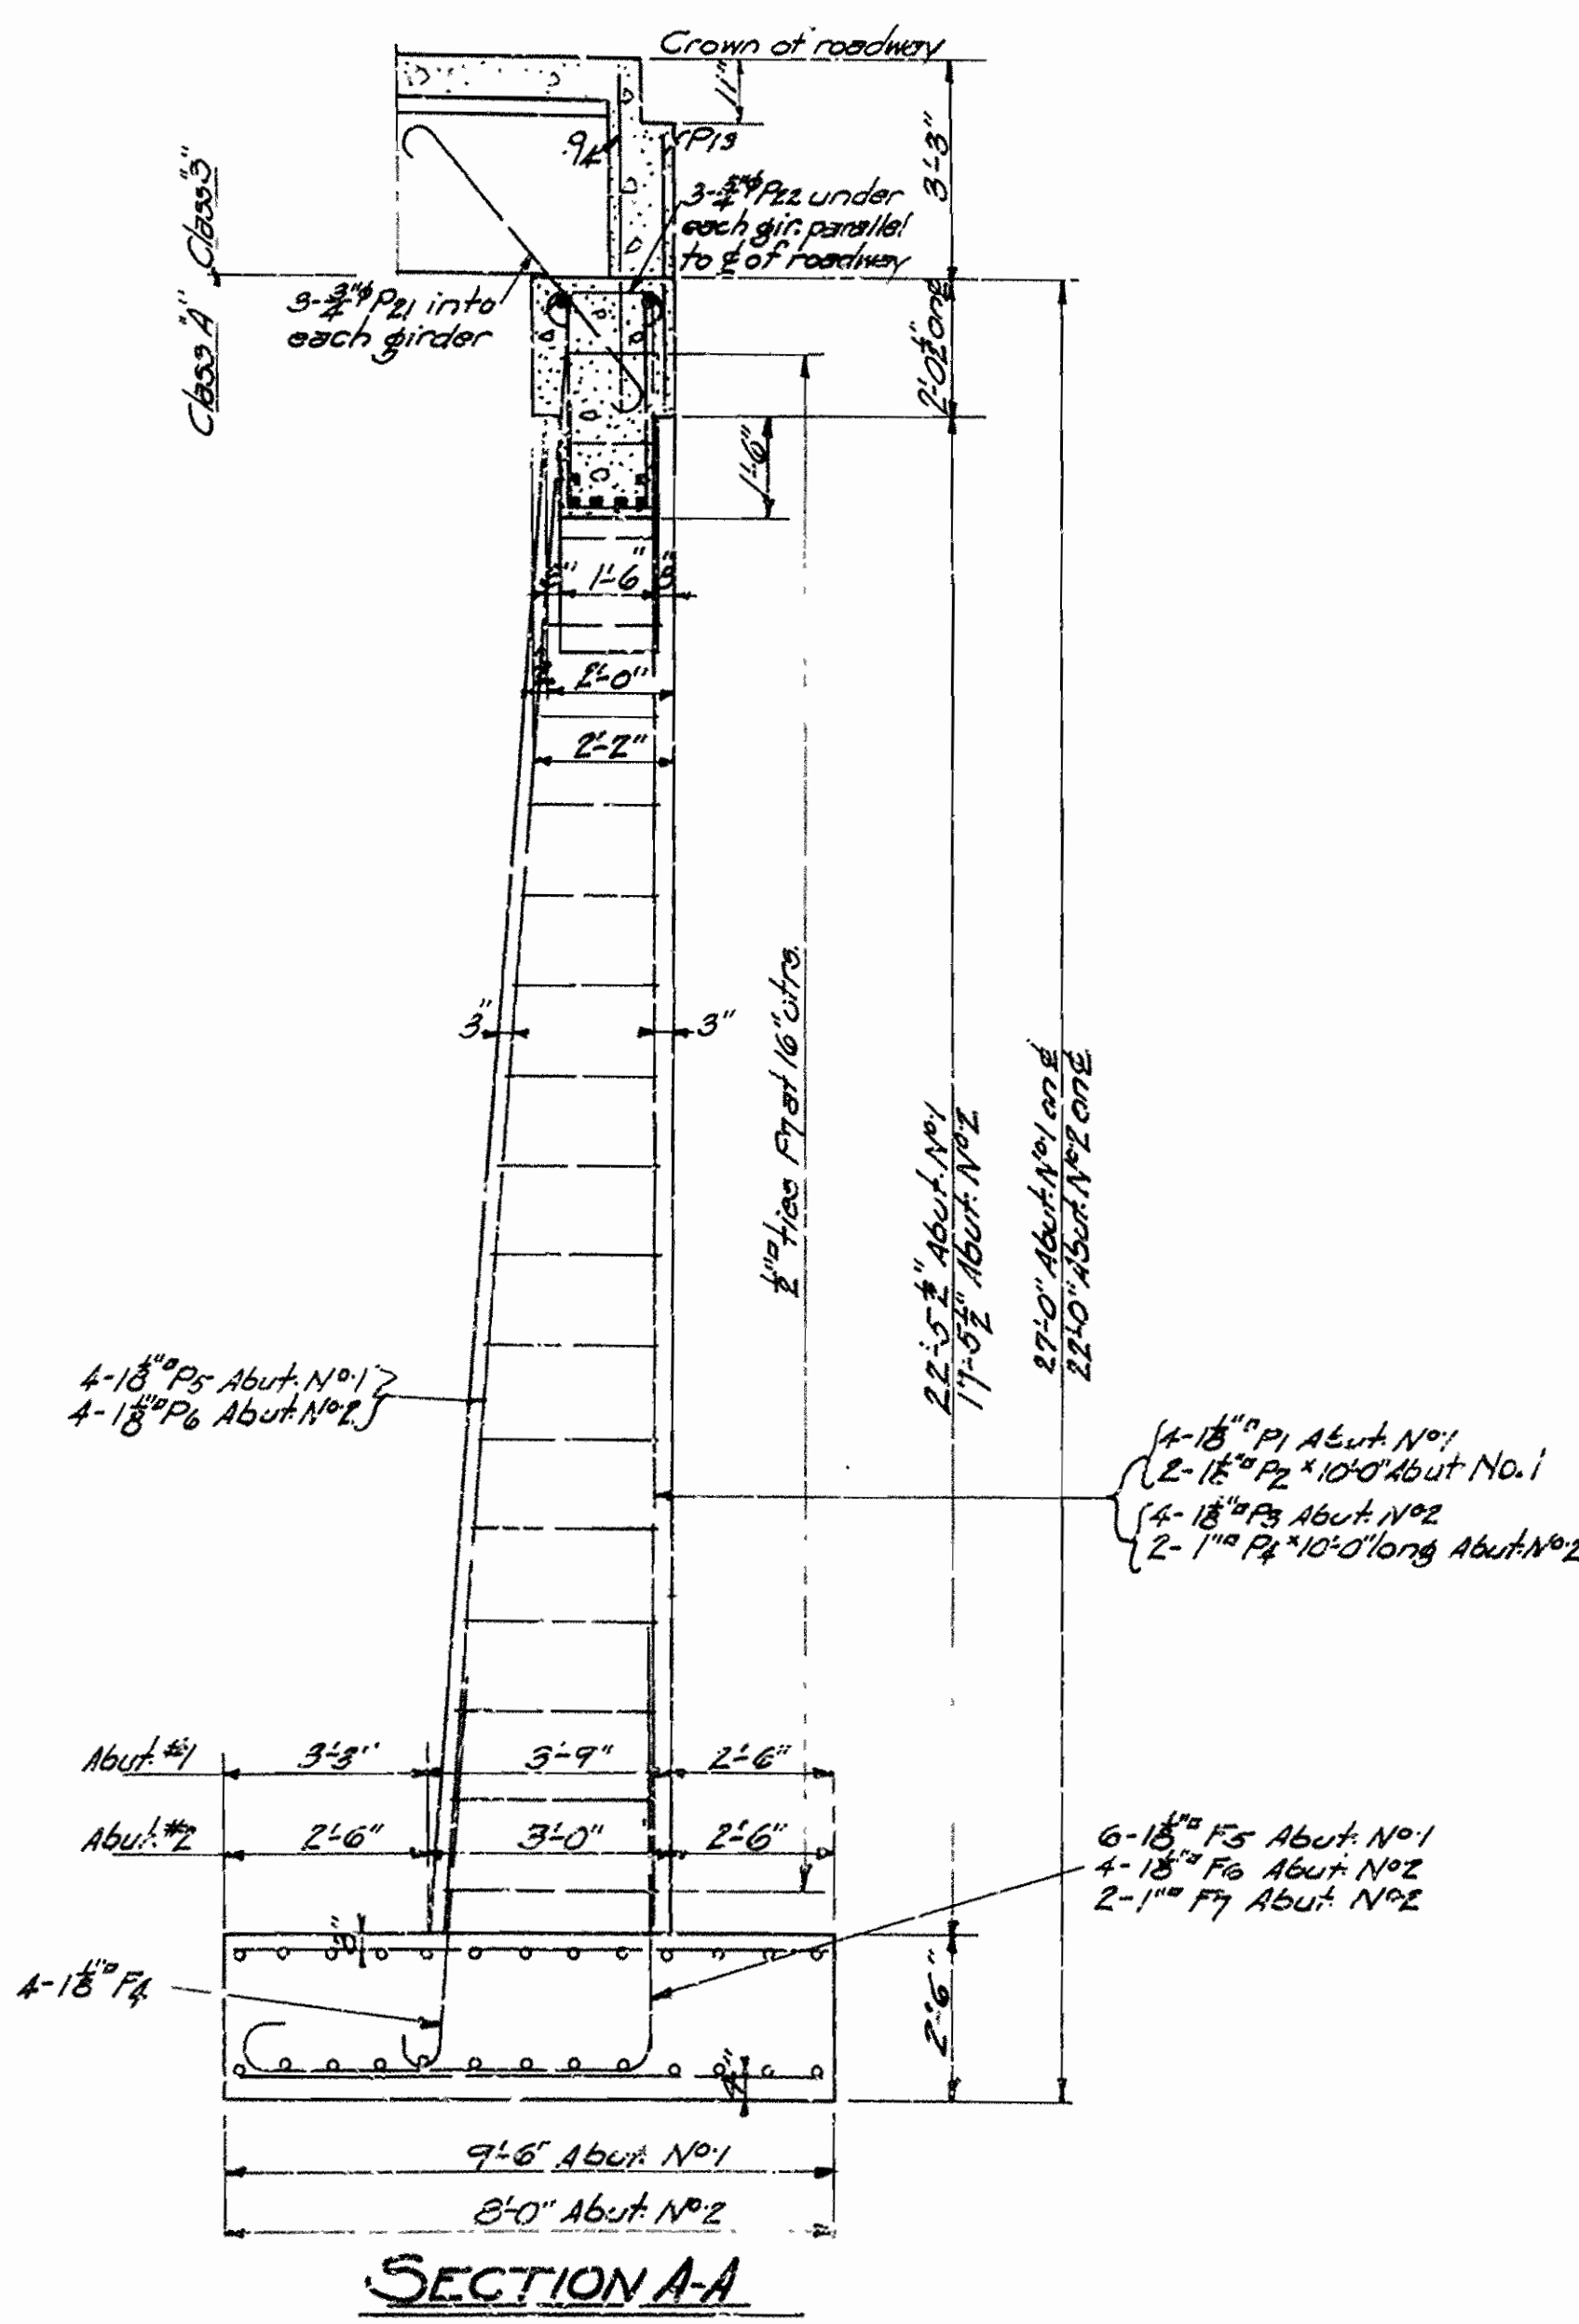 Crown of roadway
11"
3'-3"
P13
Class "3"
Class "A"
3-3/4"ϕ P22 under
each gir. parallel
to ℄ of roadway
3-3/4"ϕ P21 into
each girder
2'-0 1/2" on ℄
1'-6"
1'-6"
2'-0"
2'-2"
3"
3"
1/2"▫ ties F7 at 16" ctrs.
22'-5 1/2" Abut. No.1
17'-5 1/2" Abut. No.2
27'-0" Abut. No.1 on ℄
22'-0" Abut. No.2 on ℄
4-1 1/8"▫ P5 Abut. No.1
4-1 1/8"▫ P6 Abut. No.2
4-1 1/8"▫ P1 Abut. No.1
2-1 1/8"▫ P2 x 10'-0" Abut No. 1
4-1 1/8"▫ P3 Abut. No.2
2-1"▫ P4 x 10'-0" long Abut. No.2
Abut. #1 3'-3" 3'-9" 2'-6"
Abut. #2 2'-6" 3'-0" 2'-6"
6-1 1/8"▫ F5 Abut. No.1
4-1 1/8"▫ F6 Abut. No.2
2-1"▫ F7 Abut. No.2
4-1 1/8"▫ F4
2'-6"
4"
9'-6" Abut. No.1
8'-0" Abut. No.2
SECTION A-A